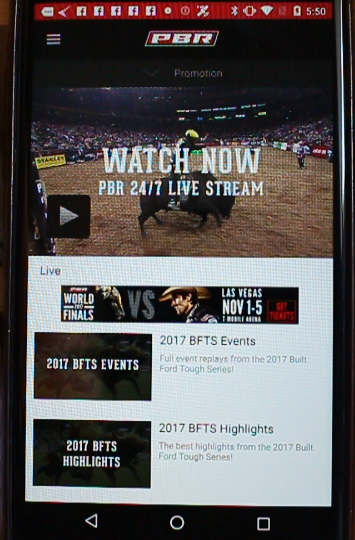 5:50
PBR
Promotion
STANLEY
WATCH NOW
PBR 24/7 LIVE STREAM
Live
PBR
WORLD
2017
FINALS
VS
LAS VEGAS
NOV 1-5
T-MOBILE ARENA
GET
TICKETS
2017 BFTS EVENTS
2017 BFTS Events
Full event replays from the 2017 Built
Ford Tough Series!
2017 BFTS
HIGHLIGHTS
2017 BFTS Highlights
The best highlights from the 2017 Built
Ford Tough Series!